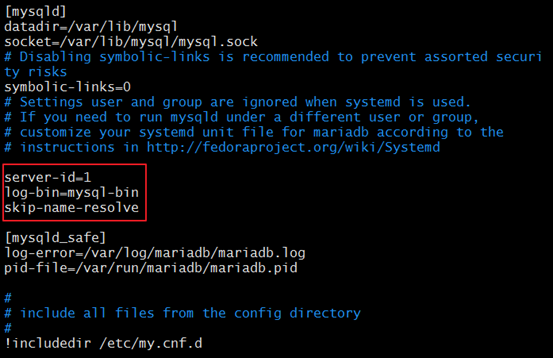 [mysqld]
datadir=/var/lib/mysql
socket=/var/lib/mysql/mysql.sock
# Disabling symbolic-links is recommended to prevent assorted securi
ty risks
symbolic-links=0
# Settings user and group are ignored when systemd is used.
# If you need to run mysqld under a different user or group,
# customize your systemd unit file for mariadb according to the
# instructions in http://fedoraproject.org/wiki/Systemd
server-id=1
log-bin=mysql-bin
skip-name-resolve
[mysqld_safe]
log-error=/var/log/mariadb/mariadb.log
pid-file=/var/run/mariadb/mariadb.pid
#
# include all files from the config directory
#
!includedir /etc/my.cnf.d